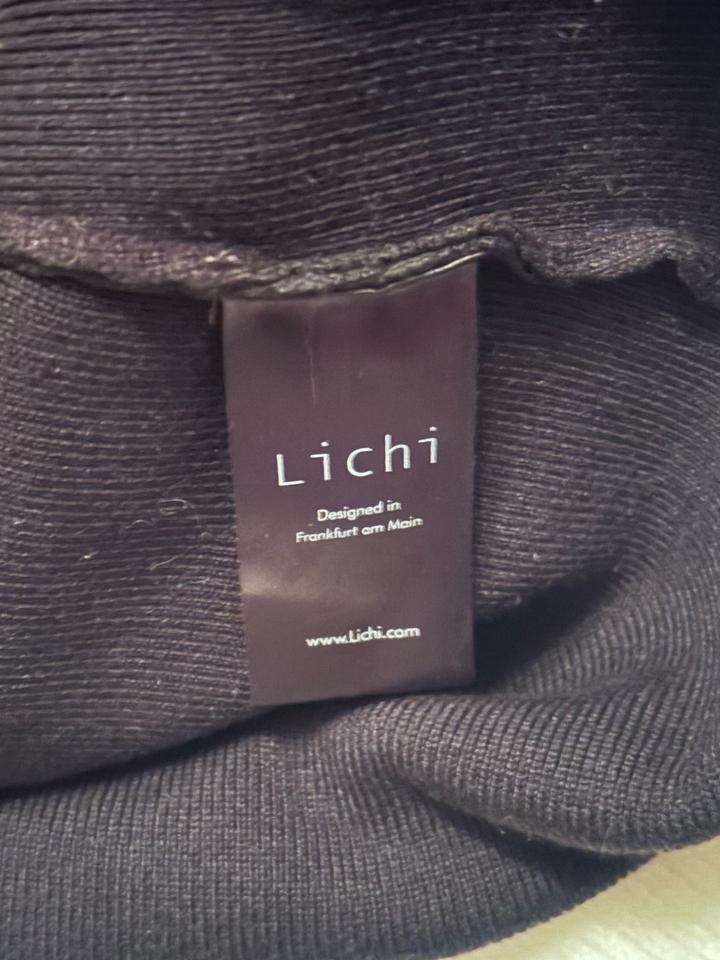 Lichi
Designed in
Frankfurt am Main
www.Lichi.com